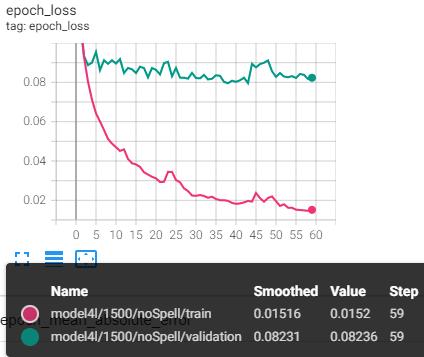 epoch_loss
tag: epoch_loss
0.08
0.06
0.04
0.02
0 5 10 15 20 25 30 35 40 45 50 55 60
Name Smoothed Value Step
model4l/1500/noSpell/train 0.01516 0.0152 59
epoch_mean_absolute_error
model4l/1500/noSpell/validation 0.08231 0.08236 59